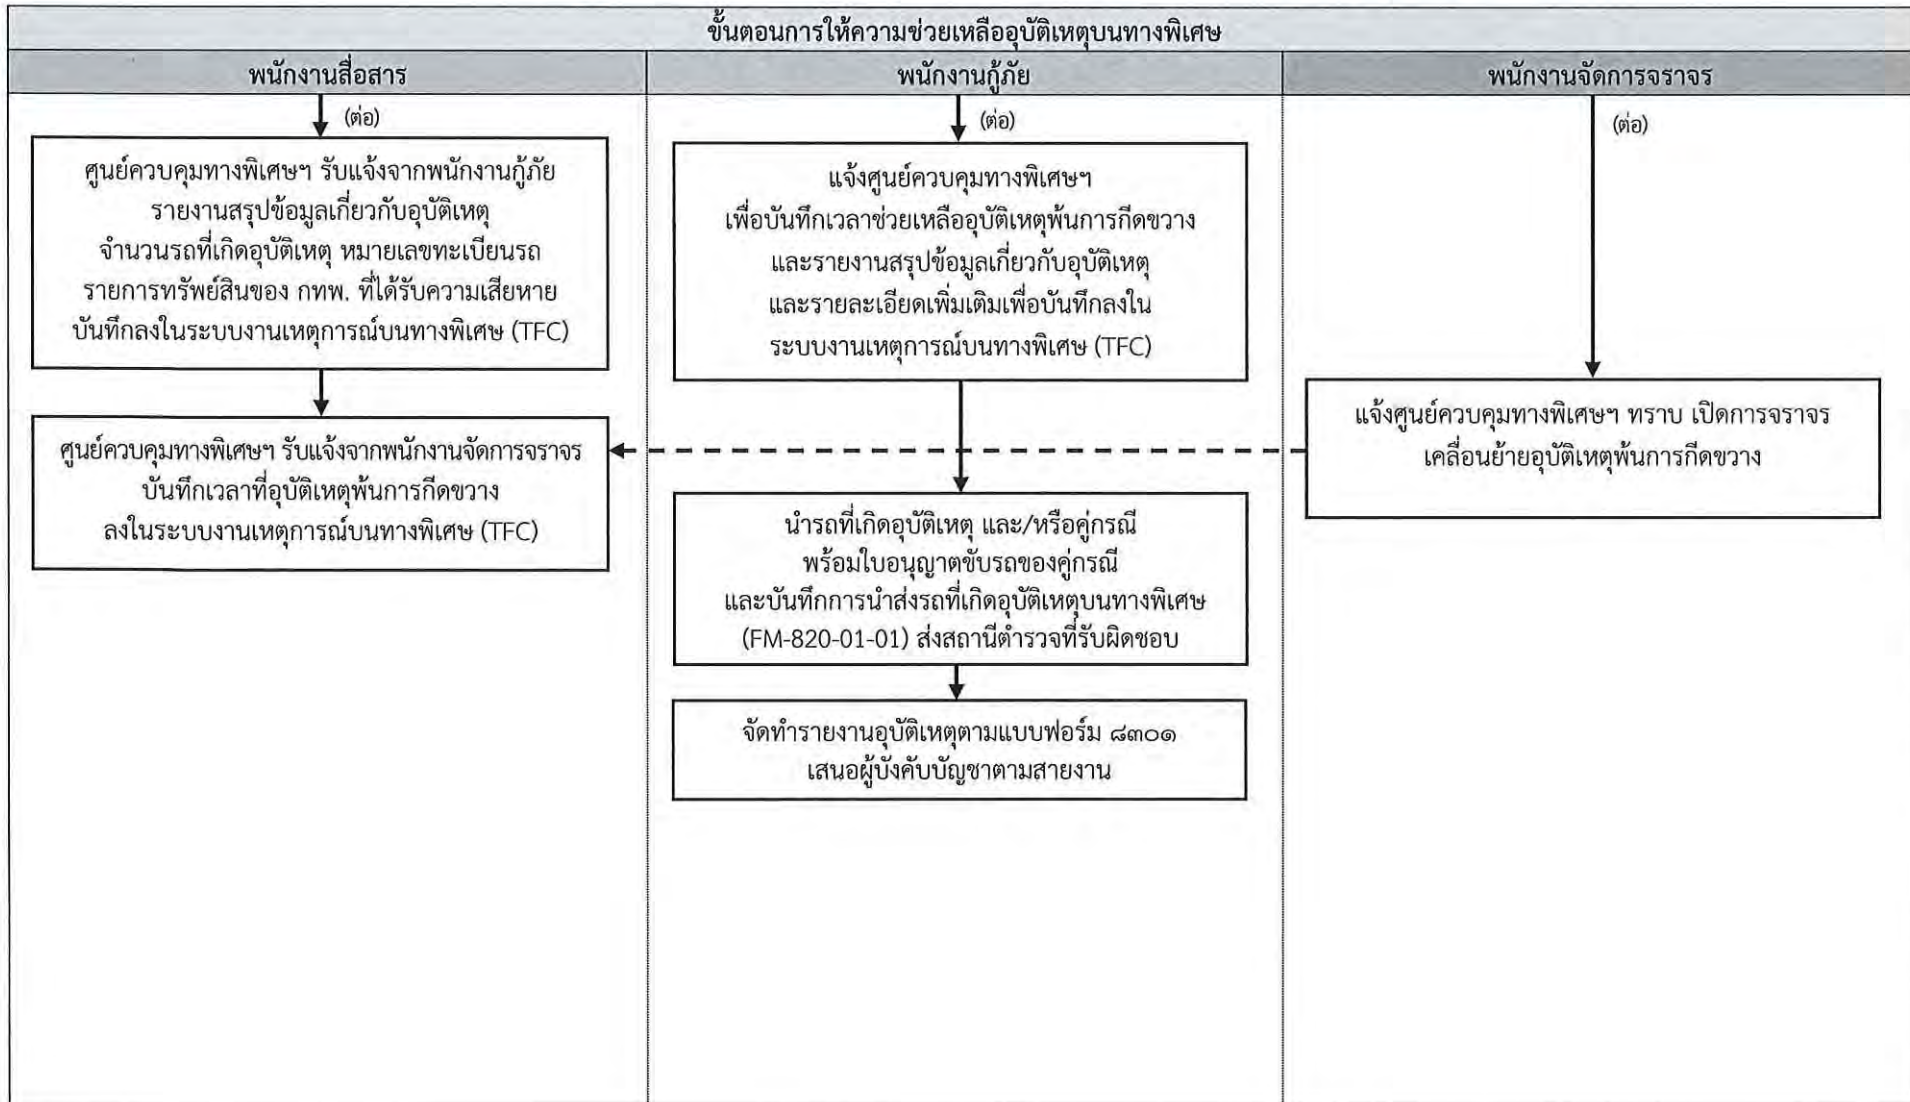 ขั้นตอนการให้ความช่วยเหลืออุบัติเหตุบนทางพิเศษ
พนักงานสื่อสาร
(ต่อ)
ศูนย์ควบคุมทางพิเศษฯ รับแจ้งจากพนักงานกู้ภัย
รายงานสรุปข้อมูลเกี่ยวกับอุบัติเหตุ
จำนวนรถที่เกิดอุบัติเหตุ หมายเลขทะเบียนรถ
รายการทรัพย์สินของ กทพ. ที่ได้รับความเสียหาย
บันทึกลงในระบบงานเหตุการณ์บนทางพิเศษ (TFC)
ศูนย์ควบคุมทางพิเศษฯ รับแจ้งจากพนักงานจัดการจราจร
บันทึกเวลาที่อุบัติเหตุพ้นการกีดขวาง
ลงในระบบงานเหตุการณ์บนทางพิเศษ (TFC)
พนักงานกู้ภัย
(ต่อ)
แจ้งศูนย์ควบคุมทางพิเศษฯ
เพื่อบันทึกเวลาช่วยเหลืออุบัติเหตุพ้นการกีดขวาง
และรายงานสรุปข้อมูลเกี่ยวกับอุบัติเหตุ
และรายละเอียดเพิ่มเติมเพื่อบันทึกลงใน
ระบบงานเหตุการณ์บนทางพิเศษ (TFC)
นำรถที่เกิดอุบัติเหตุ และ/หรือคู่กรณี
พร้อมใบอนุญาตขับรถของคู่กรณี
และบันทึกการนำส่งรถที่เกิดอุบัติเหตุบนทางพิเศษ
(FM-820-01-01) ส่งสถานีตำรวจที่รับผิดชอบ
จัดทำรายงานอุบัติเหตุตามแบบฟอร์ม ๘๓๐๑
เสนอผู้บังคับบัญชาตามสายงาน
พนักงานจัดการจราจร
(ต่อ)
แจ้งศูนย์ควบคุมทางพิเศษฯ ทราบ เปิดการจราจร
เคลื่อนย้ายอุบัติเหตุพ้นการกีดขวาง